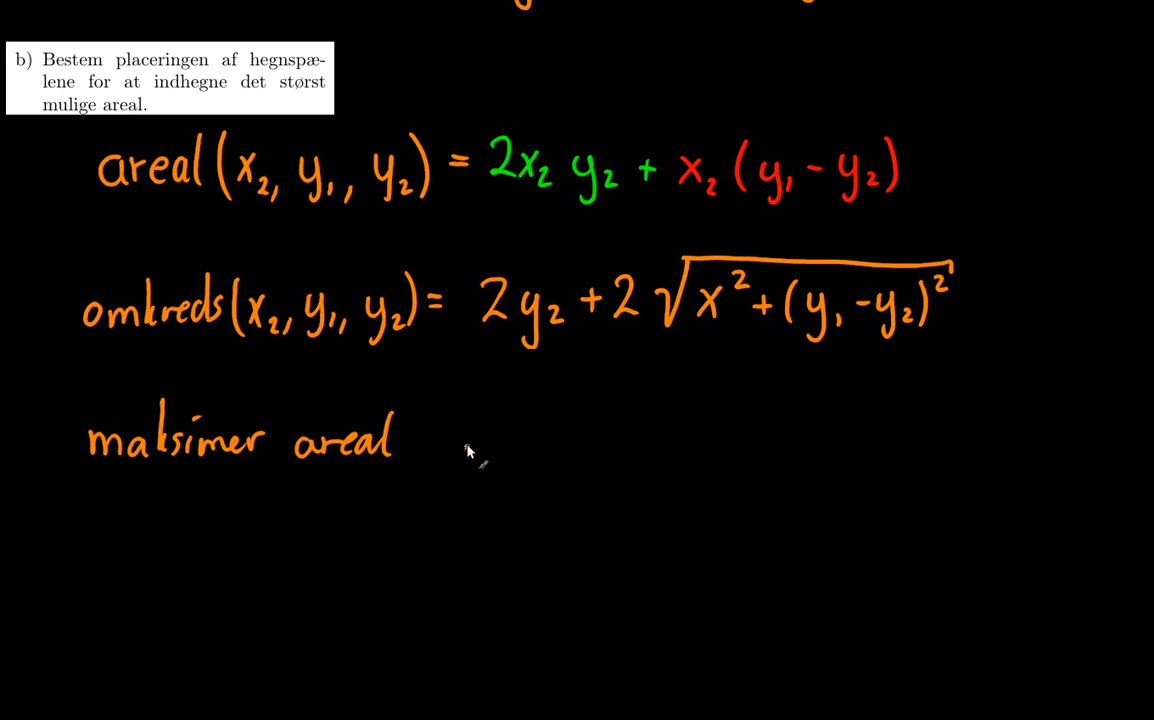 b) Bestem placeringen af hegnspæ-
lene for at indhegne det størst
mulige areal.
areal(x₂, y₁, y₂) = 2x₂ y₂ + x₂ (y₁ - y₂)
omkreds(x₂, y₁, y₂) = 2y₂ + 2 √(x² + (y₁ - y₂)²)
maksimer areal